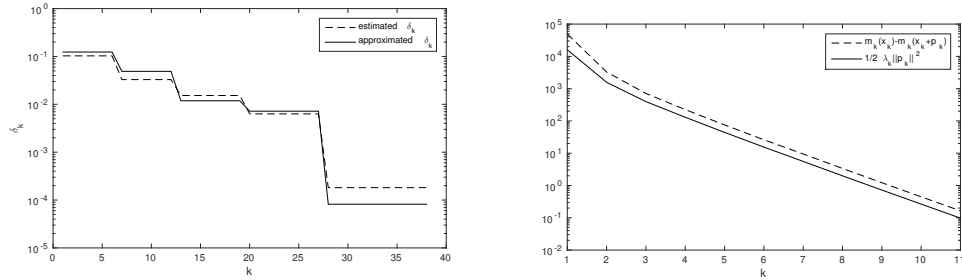 10^0
10^-1
10^-2
10^-3
10^-4
10^-5
δ_k
0 5 10 15 20 25 30 35 40
k
estimated δ_k
approximated δ_k
10^5
10^4
10^3
10^2
10^1
10^0
10^-1
10^-2
1 2 3 4 5 6 7 8 9 10 11
k
m_k(x_k)-m_k(x_k+p_k)
1/2 λ_k||p_k||^2